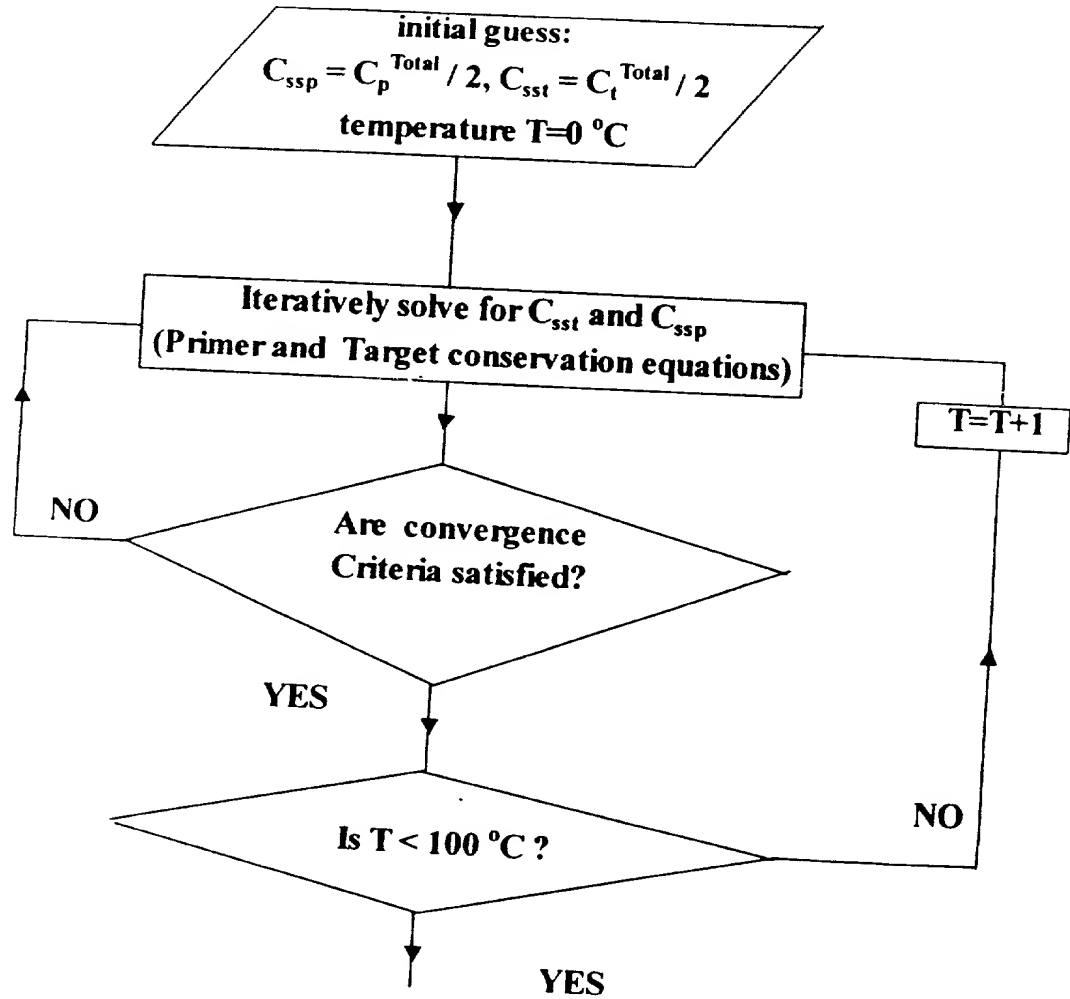 initial guess:
C_ssp = C_p^Total / 2, C_sst = C_t^Total / 2
temperature T=0 °C
Iteratively solve for C_sst and C_ssp
(Primer and Target conservation equations)
T=T+1
NO
Are convergence
Criteria satisfied?
YES
NO
Is T < 100 °C ?
YES